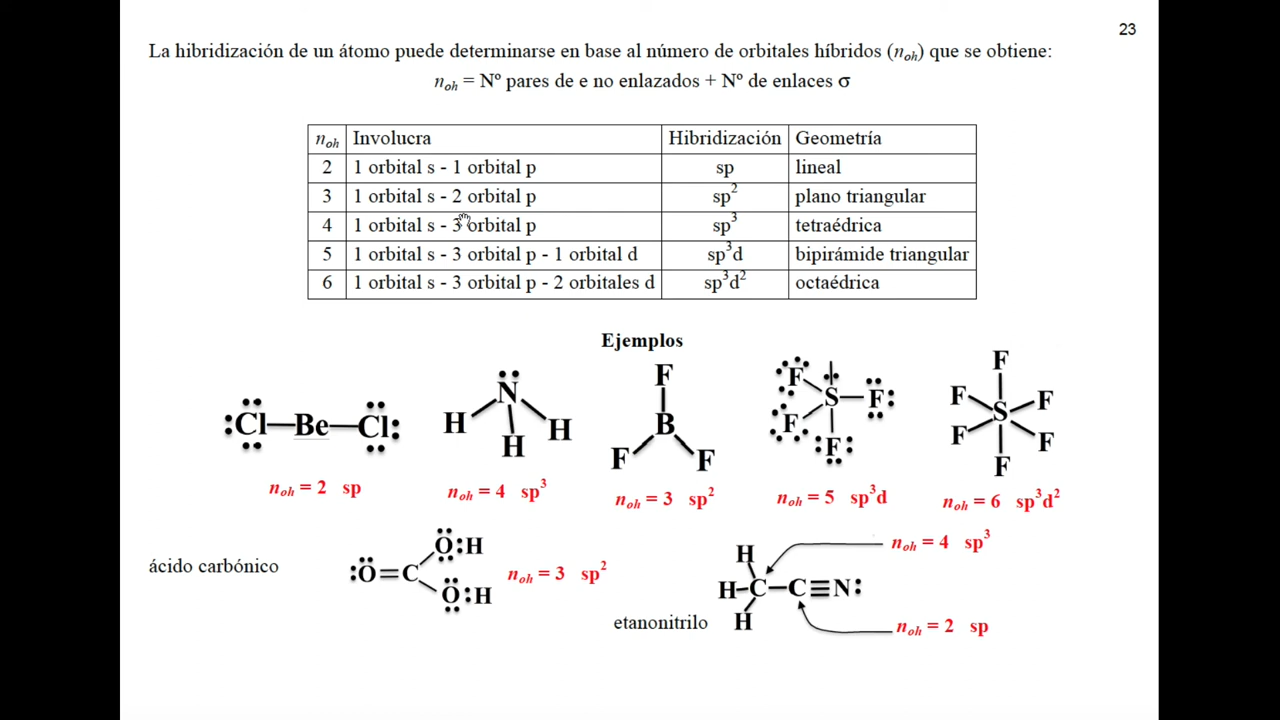 23
La hibridización de un átomo puede determinarse en base al número de orbitales híbridos (noh) que se obtiene:
noh = Nº pares de e no enlazados + Nº de enlaces σ
noh Involucra Hibridización Geometría
2 1 orbital s - 1 orbital p sp lineal
3 1 orbital s - 2 orbital p sp² plano triangular
4 1 orbital s - 3 orbital p sp³ tetraédrica
5 1 orbital s - 3 orbital p - 1 orbital d sp³d bipirámide triangular
6 1 orbital s - 3 orbital p - 2 orbitales d sp³d² octaédrica
Ejemplos
:Cl—Be—Cl:
N
H H H
F
B
F F
F
S—F:
F
F
F
F F
S
F F
F
noh = 2 sp
noh = 4 sp³
noh = 3 sp²
noh = 5 sp³d
noh = 6 sp³d²
ácido carbónico
O:H
:O=C
O:H
noh = 3 sp²
etanonitrilo
H
H–C–C≡N:
H
noh = 4 sp³
noh = 2 sp